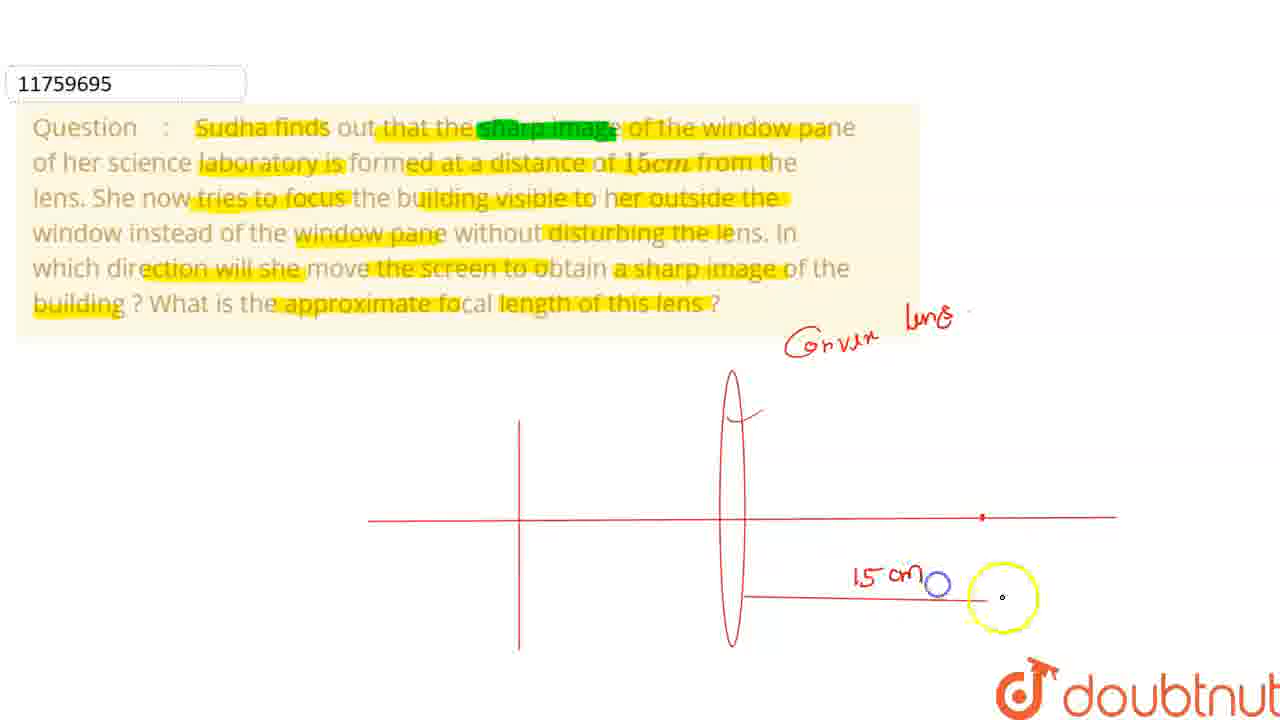 11759695
Question : Sudha finds out that the sharp image of the window pane
of her science laboratory is formed at a distance of 15cm from the
lens. She now tries to focus the building visible to her outside the
window instead of the window pane without disturbing the lens. In
which direction will she move the screen to obtain a sharp image of the
building ? What is the approximate focal length of this lens ?
Convex lens
15 cm
doubtnut